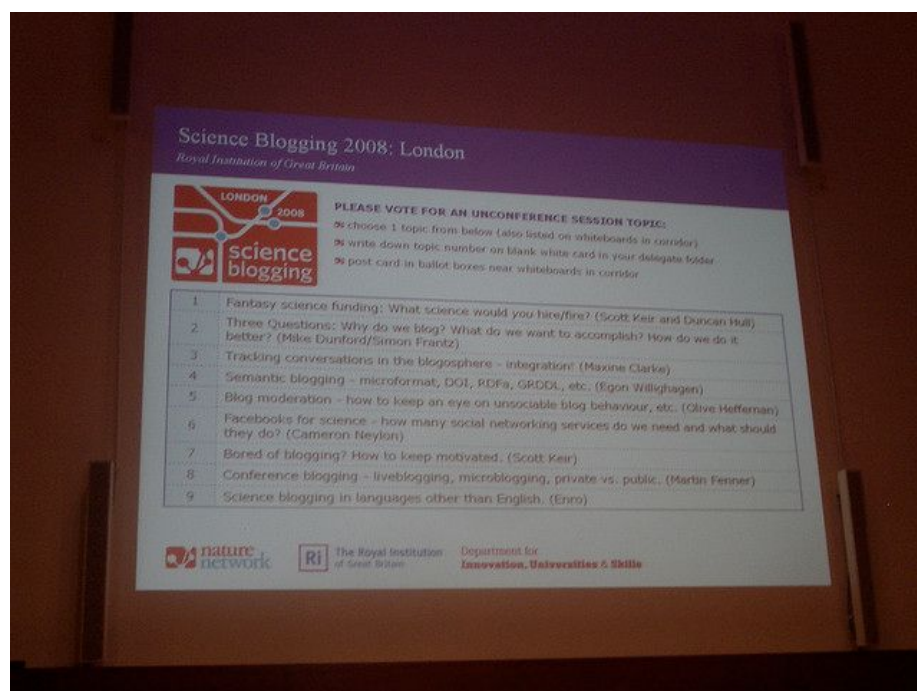 Science Blogging 2008: London
Royal Institution of Great Britain
LONDON
2008
science
blogging
PLEASE VOTE FOR AN UNCONFERENCE SESSION TOPIC:
choose 1 topic from below (also listed on whiteboards in corridor)
write down topic number on blank white card in your delegate folder
post card in ballot boxes near whiteboards in corridor
1 Fantasy science funding: What science would you hire/fire? (Scott Keir and Duncan Hull)
2 Three Questions: Why do we blog? What do we want to accomplish? How do we do it
better? (Mike Dunford/Simon Frantz)
3 Tracking conversations in the blogosphere - integration! (Maxine Clarke)
4 Semantic blogging - microformat, DOI, RDFa, GRDDL, etc. (Egon Willighagen)
5 Blog moderation - how to keep an eye on unsociable blog behaviour, etc. (Olive Heffernan)
6 Facebooks for science - how many social networking services do we need and what should
they do? (Cameron Neylon)
7 Bored of blogging? How to keep motivated. (Scott Keir)
8 Conference blogging - liveblogging, microblogging, private vs. public. (Martin Fenner)
9 Science blogging in languages other than English. (Enro)
nature
network
Ri
The Royal Institution
of Great Britain
Department for
Innovation, Universities & Skills